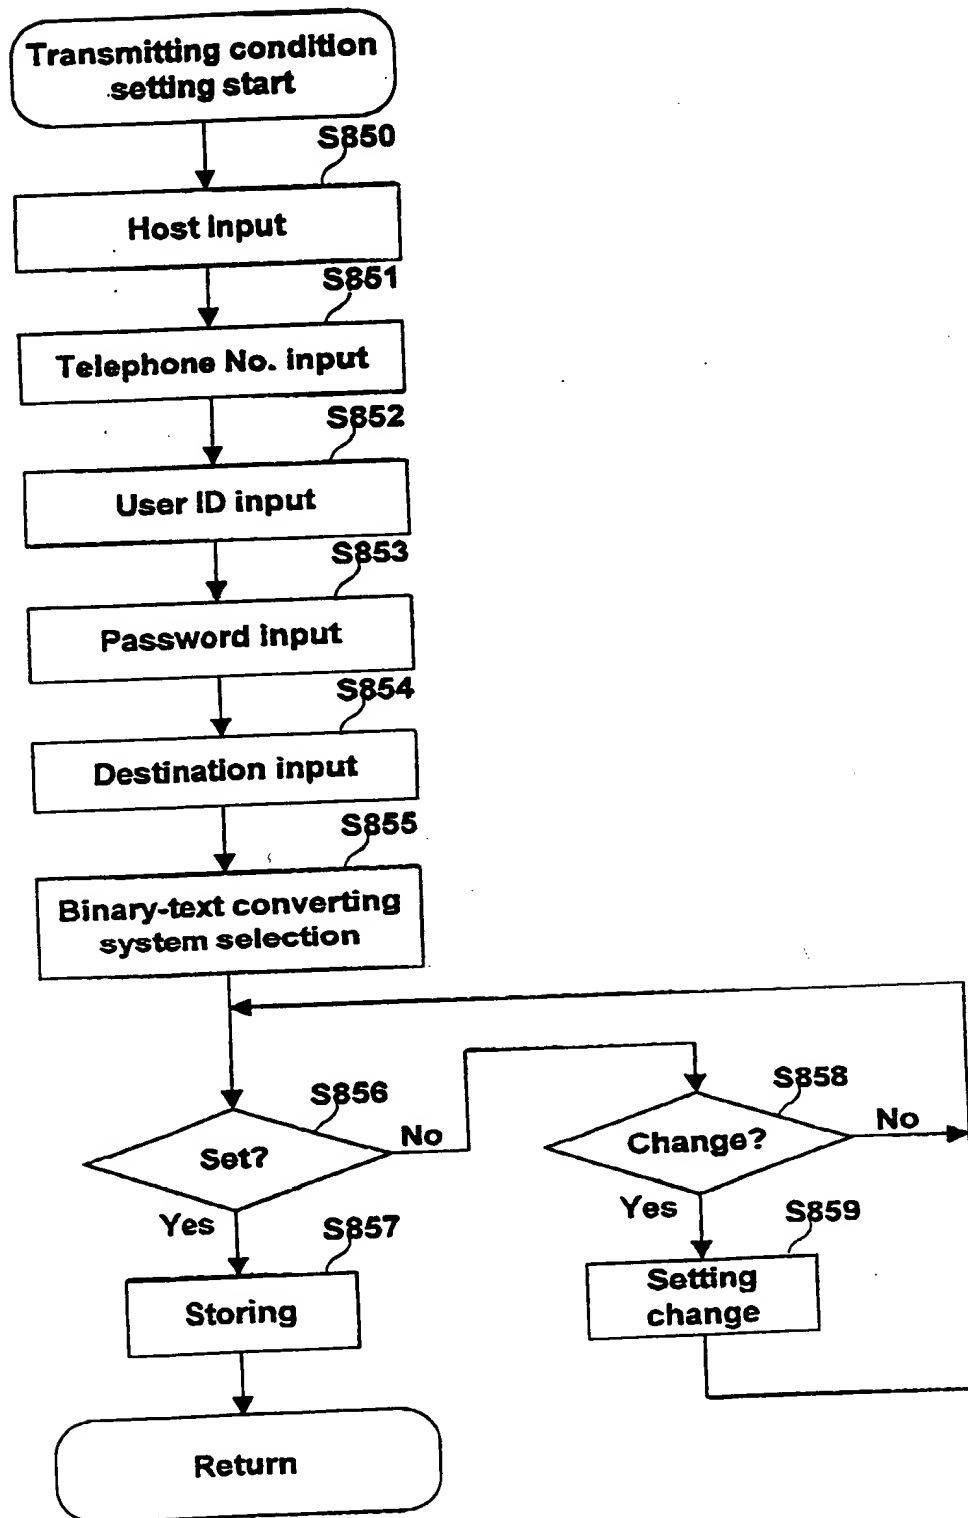 Transmitting condition
setting start
S850
Host input
S851
Telephone No. input
S852
User ID input
S853
Password input
S854
Destination input
S855
Binary-text converting
system selection
S856
Set?
No
Yes
S857
Storing
Return
S858
Change?
No
Yes
S859
Setting
change